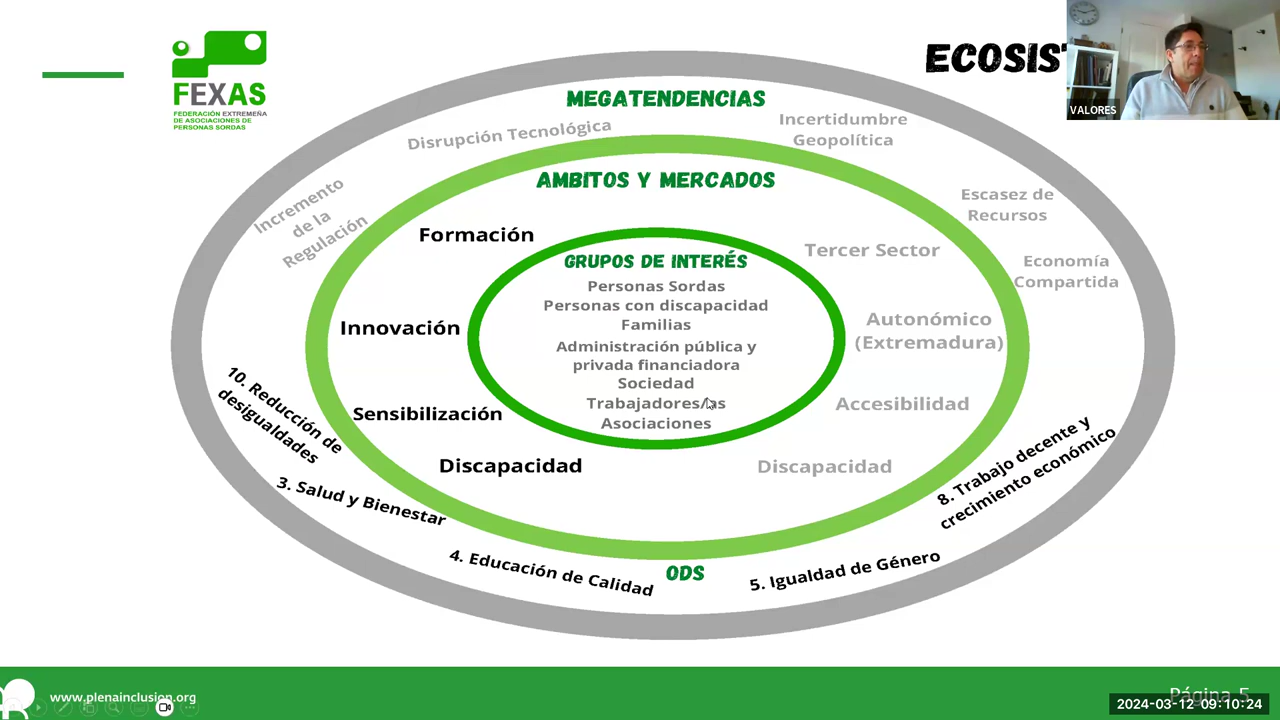 FEXAS
FEDERACIÓN EXTREMEÑA
DE ASOCIACIONES DE
PERSONAS SORDAS
ECOSIS
VALORES
MEGATENDENCIAS
Disrupción Tecnológica
Incertidumbre
Geopolítica
Incremento
de la
Regulación
Escasez de
Recursos
Economía
Compartida
AMBITOS Y MERCADOS
Formación
Innovación
Sensibilización
Discapacidad
Tercer Sector
Autonómico
(Extremadura)
Accesibilidad
Discapacidad
GRUPOS DE INTERÉS
Personas Sordas
Personas con discapacidad
Familias
Administración pública y
privada financiadora
Sociedad
Trabajadores/as
Asociaciones
10. Reducción de
desigualdades
3. Salud y Bienestar
4. Educación de Calidad
ODS
5. Igualdad de Género
8. Trabajo decente y
crecimiento económico
www.plenainclusion.org
Página 5
2024-03-12 09:10:24